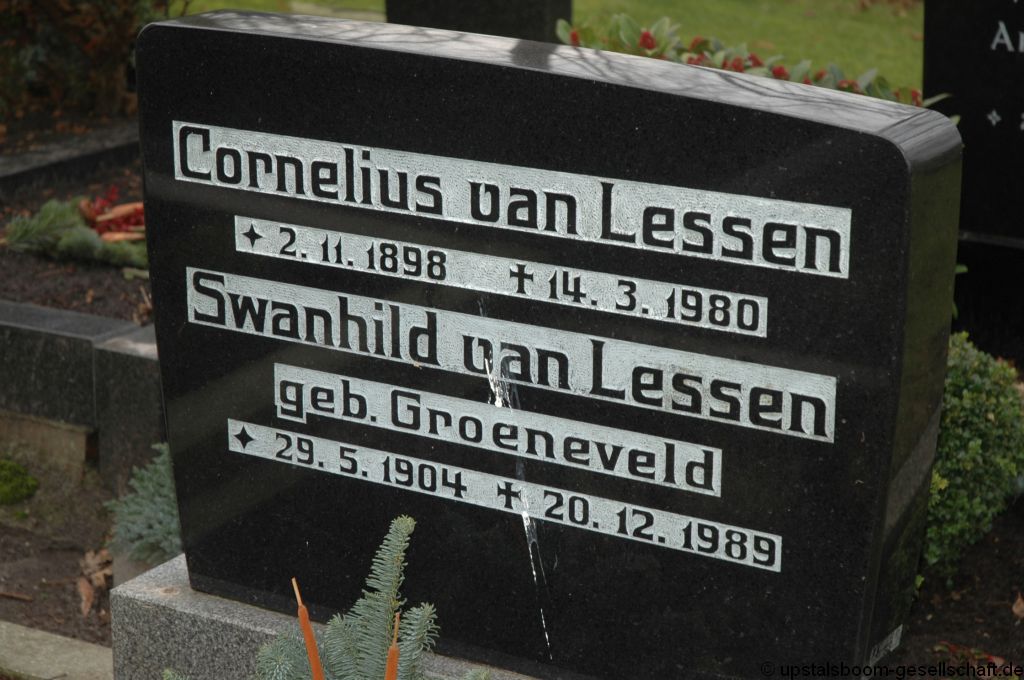 Cornelius van Lessen
✦ 2. 11. 1898 ✝ 14. 3. 1980
Swanhild van Lessen
geb. Groeneveld
✦ 29. 5. 1904 ✝ 20. 12. 1989
© upstalsboom-gesellschaft.de